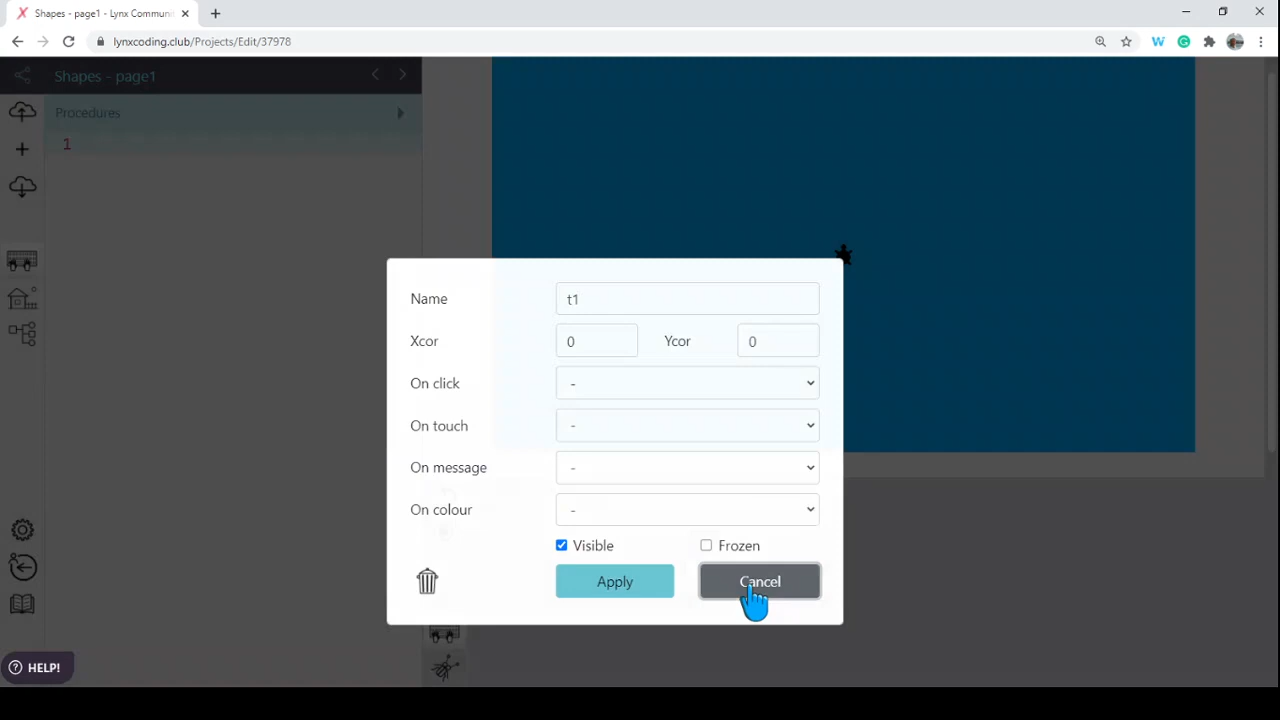 Shapes - page1 - Lynx Communi
lynxcoding.club/Projects/Edit/37978
Shapes - page1
Procedures
1
Name t1
Xcor 0 Ycor 0
On click -
On touch -
On message -
On colour -
Visible Frozen
Apply Cancel
HELP!